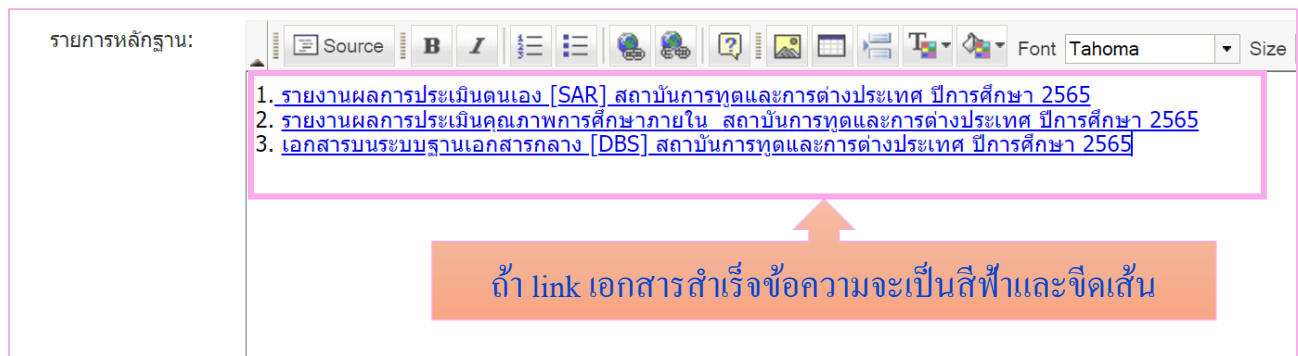 รายการหลักฐาน:
Source B I Font Tahoma Size
1. รายงานผลการประเมินตนเอง [SAR] สถาบันการทูตและการต่างประเทศ ปีการศึกษา 2565
2. รายงานผลการประเมินคุณภาพการศึกษาภายใน สถาบันการทูตและการต่างประเทศ ปีการศึกษา 2565
3. เอกสารบนระบบฐานเอกสารกลาง [DBS] สถาบันการทูตและการต่างประเทศ ปีการศึกษา 2565
ถ้า link เอกสารสำเร็จข้อความจะเป็นสีฟ้าและขีดเส้น